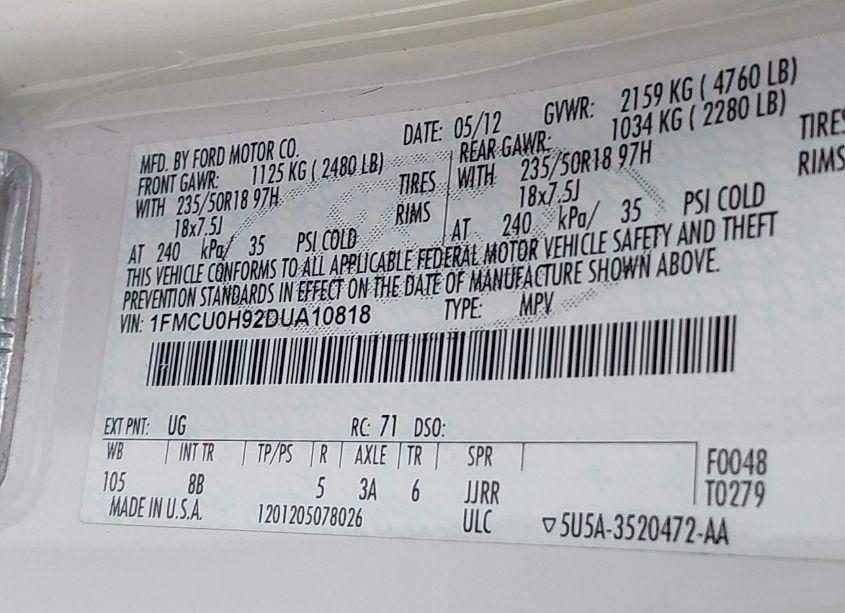 MFD. BY FORD MOTOR CO. DATE: 05/12 GVWR: 2159 KG ( 4760 LB)
FRONT GAWR: 1125 KG ( 2480 LB) REAR GAWR: 1034 KG ( 2280 LB)
WITH 235/50R18 97H TIRES WITH 235/50R18 97H TIRES
18x7.5J RIMS 18x7.5J RIMS
AT 240 kPa/ 35 PSI COLD AT 240 kPa/ 35 PSI COLD
THIS VEHICLE CONFORMS TO ALL APPLICABLE FEDERAL MOTOR VEHICLE SAFETY AND THEFT
PREVENTION STANDARDS IN EFFECT ON THE DATE OF MANUFACTURE SHOWN ABOVE.
VIN: 1FMCU0H92DUA10818 TYPE: MPV
EXT PNT: UG RC: 71 DSO:
WB INT TR TP/PS R AXLE TR SPR F0048
105 8B 5 3A 6 JJRR T0279
MADE IN U.S.A. 1201205078026 ULC ▽5U5A-3520472-AA